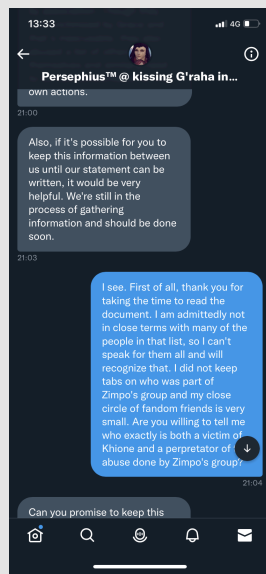 13:33
4G
Persephius™ @ kissing G'raha in...
own actions.
21:00
Also, if it's possible for you to
keep this information between
us until our statement can be
written, it would be very
helpful. We're still in the
process of gathering
information and should be done
soon.
21:03
I see. First of all, thank you for
taking the time to read the
document. I am admittedly not
in close terms with many of the
people in that list, so I can't
speak for them all and will
recognize that. I did not keep
tabs on who was part of
Zimpo's group and my close
circle of fandom friends is very
small. Are you willing to tell me
who exactly is both a victim of
Khione and a perpretator of
abuse done by Zimpo's group?
21:04
Can you promise to keep this